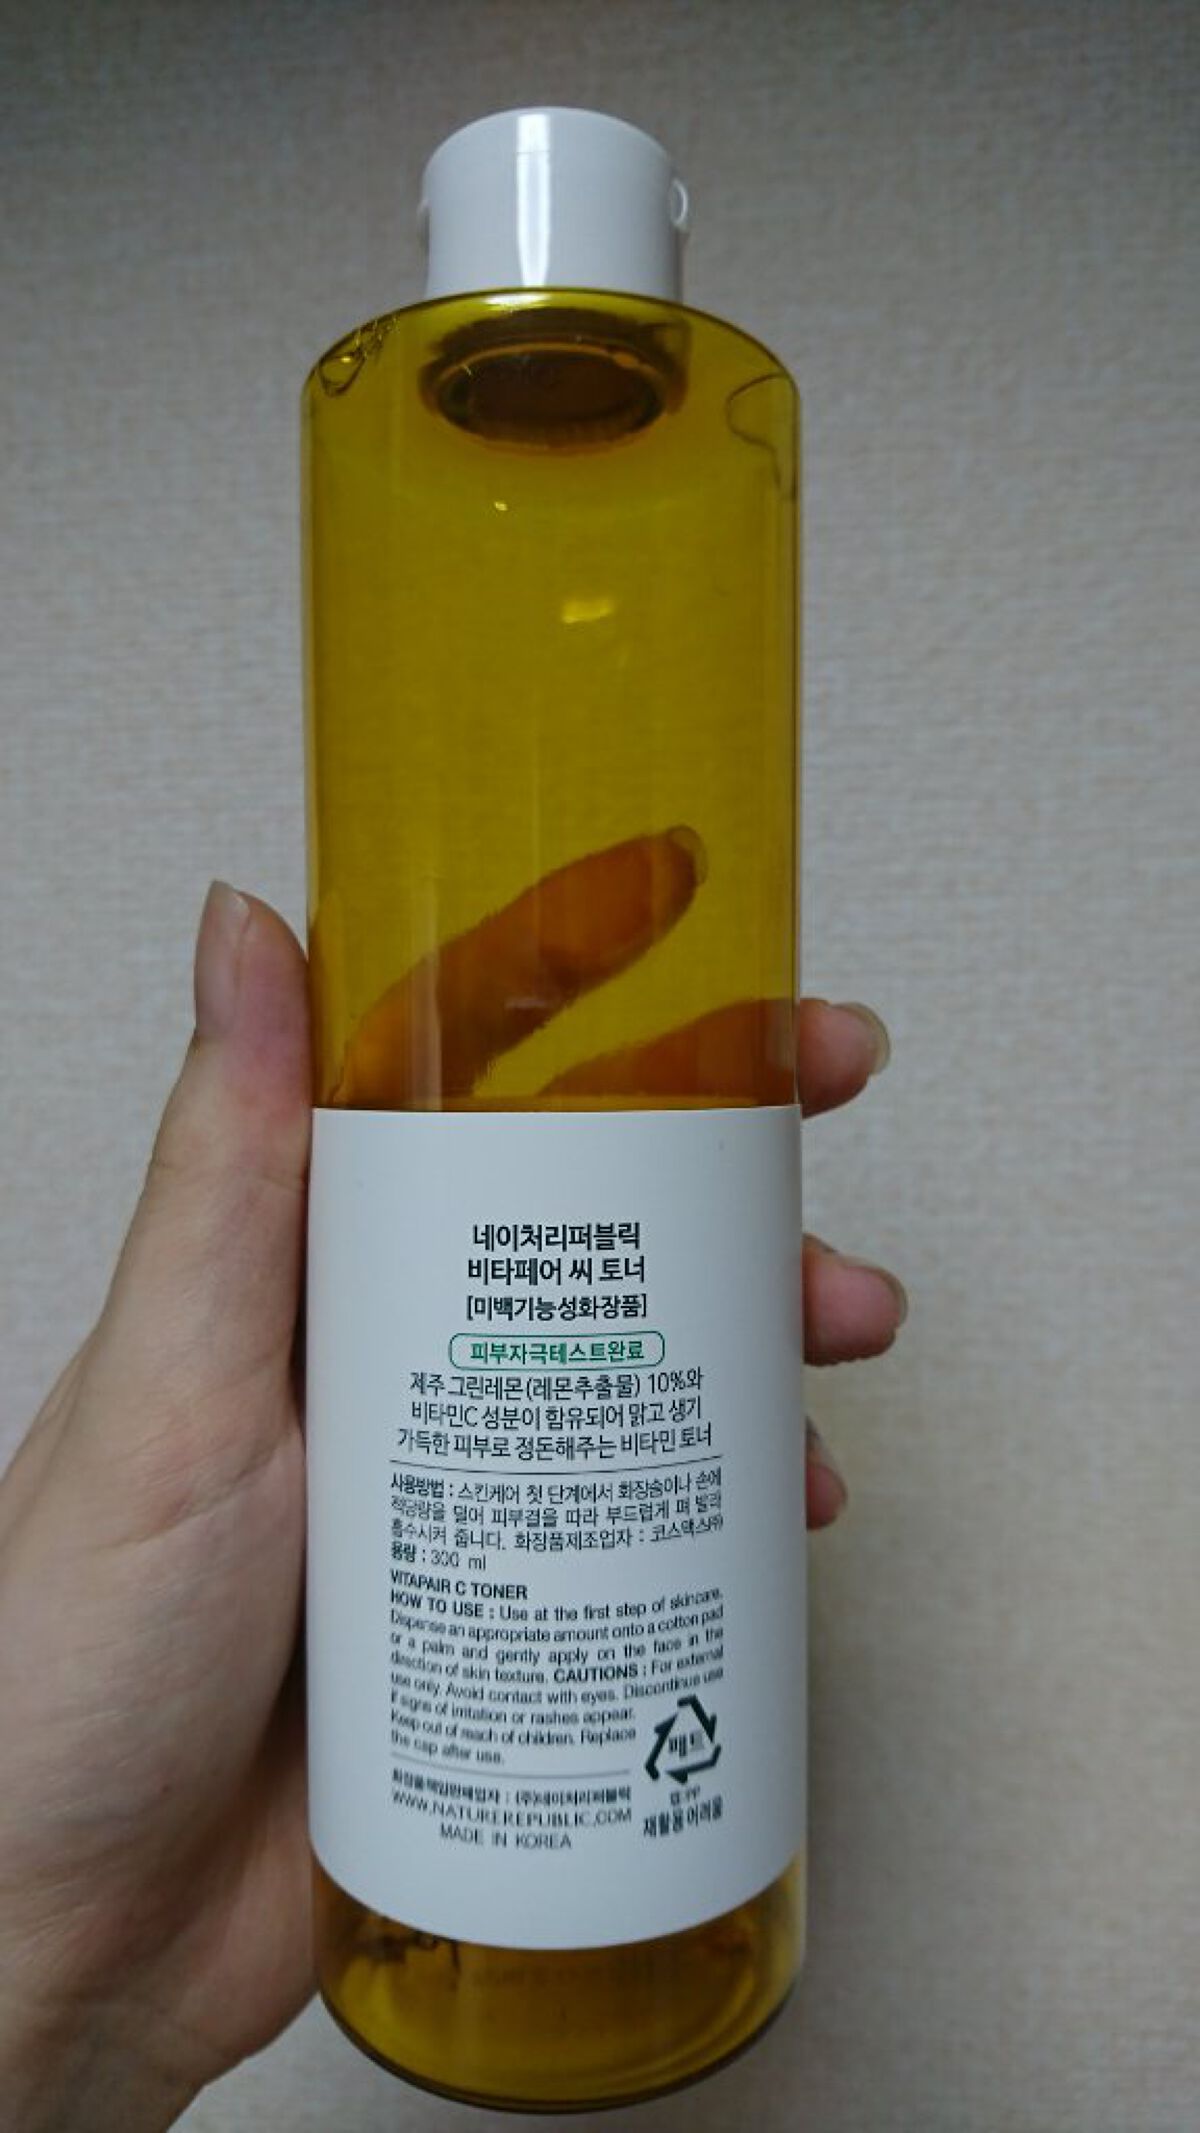 네이처리퍼블릭
비타페어 씨 토너
[미백기능성화장품]
피부자극테스트완료
제주 그린레몬(레몬추출물) 10%와
비타민C 성분이 함유되어 맑고 생기
가득한 피부로 정돈해주는 비타민 토너
사용방법 : 스킨케어 첫 단계에서 화장솜이나 손에
적당량을 덜어 피부결을 따라 부드럽게 펴 발라
흡수시켜 줍니다. 화장품제조업자 : 코스맥스㈜
용량 : 300 ml
VITAPAIR C TONER
HOW TO USE : Use at the first step of skincare.
Dispense an appropriate amount onto a cotton pad
or a palm and gently apply on the face in the
direction of skin texture. CAUTIONS : For external
use only. Avoid contact with eyes. Discontinue use
if signs of irritation or rashes appear.
Keep out of reach of children. Replace
the cap after use.
페트
화장품책임판매업자 : (주)네이처리퍼블릭
WWW.NATUREREPUBLIC.COM
재활용어려움
MADE IN KOREA